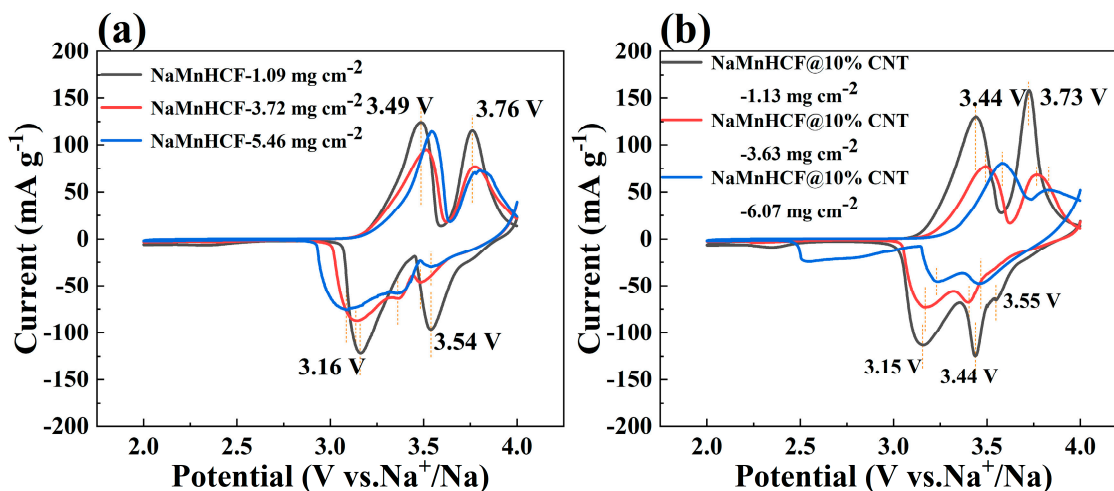 (a)
NaMnHCF-1.09 mg cm⁻²
NaMnHCF-3.72 mg cm⁻²
NaMnHCF-5.46 mg cm⁻²
3.49 V
3.76 V
3.16 V
3.54 V
200
150
100
50
0
-50
-100
-150
-200
Current (mA g⁻¹)
2.0
2.5
3.0
3.5
4.0
Potential (V vs.Na⁺/Na)
(b)
NaMnHCF@10% CNT
-1.13 mg cm⁻²
NaMnHCF@10% CNT
-3.63 mg cm⁻²
NaMnHCF@10% CNT
-6.07 mg cm⁻²
3.44 V
3.73 V
3.55 V
3.15 V
3.44 V
200
150
100
50
0
-50
-100
-150
-200
Current (mA g⁻¹)
2.0
2.5
3.0
3.5
4.0
Potential (V vs.Na⁺/Na)